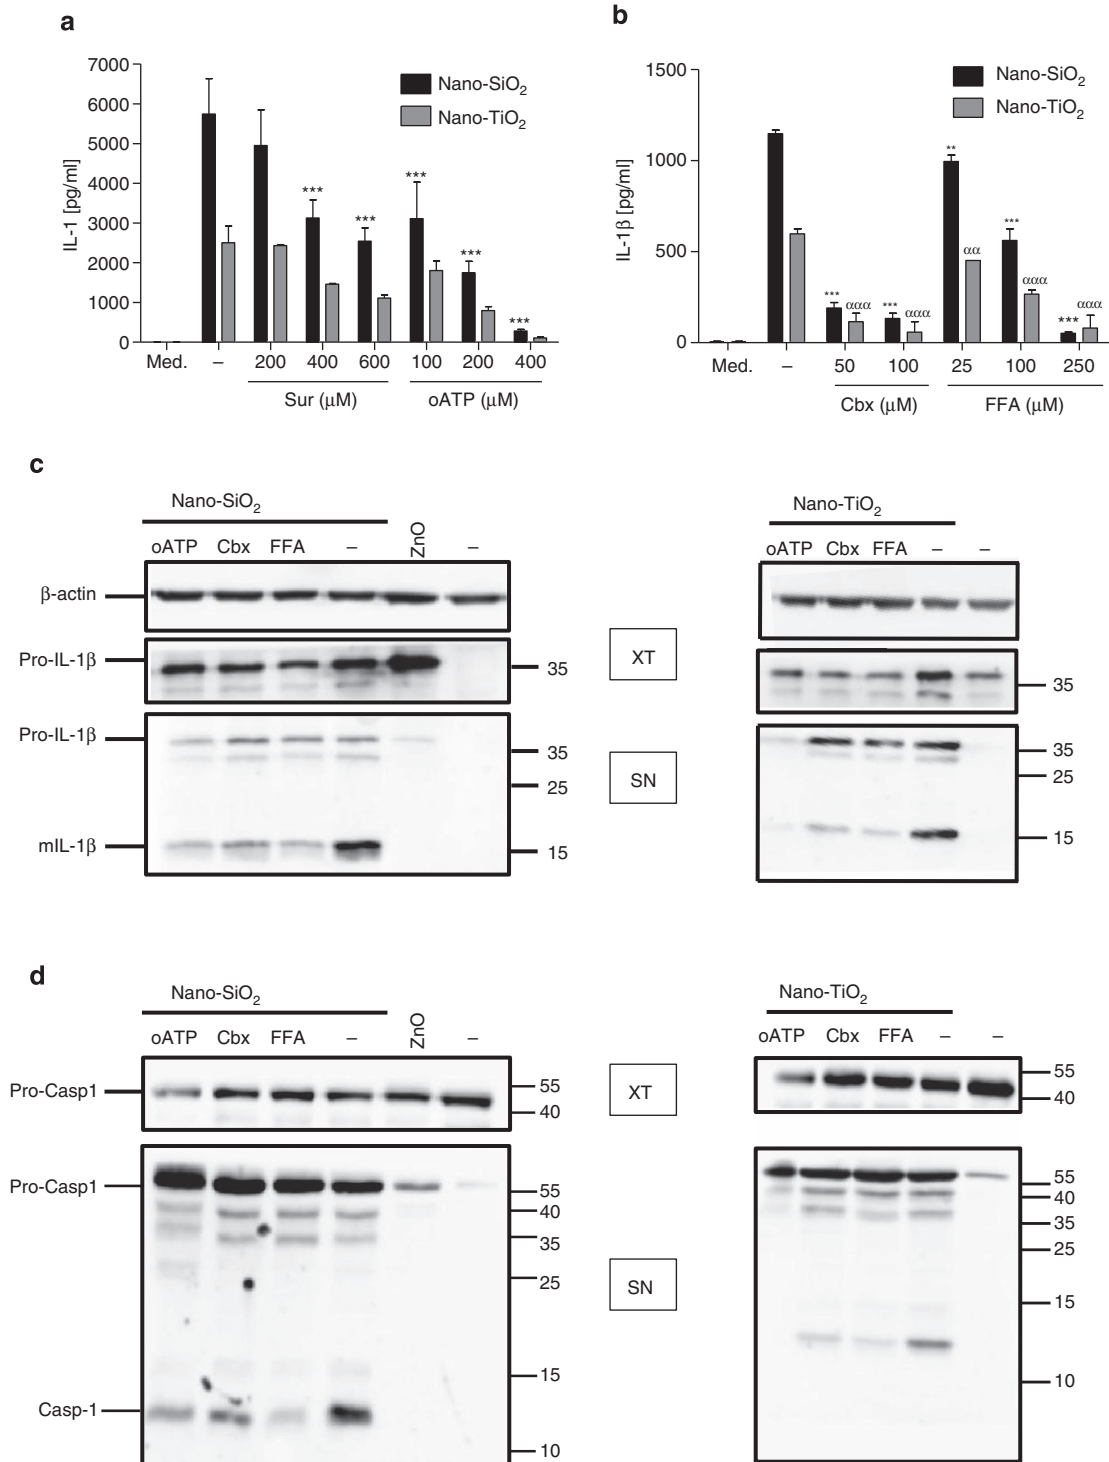 a
7000
6000
5000
4000
3000
2000
1000
0
IL-1 [pg/ml]
Nano-SiO2
Nano-TiO2
***
***
***
***
***
Med. – 200 400 600 100 200 400
Sur (μM) oATP (μM)
b
1500
1000
500
0
IL-1β [pg/ml]
Nano-SiO2
Nano-TiO2
*** ααα *** ααα ** αα *** ααα *** ααα
Med. – 50 100 25 100 250
Cbx (μM) FFA (μM)
c
Nano-SiO2
oATP Cbx FFA – ZnO –
β-actin
Pro-IL-1β
35
Pro-IL-1β
35
25
mIL-1β
15
XT
SN
Nano-TiO2
oATP Cbx FFA – –
35
35
25
15
d
Nano-SiO2
oATP Cbx FFA – ZnO –
Pro-Casp1
55
40
Pro-Casp1
55
40
35
25
15
Casp-1
10
XT
SN
Nano-TiO2
oATP Cbx FFA – –
55
40
55
40
35
25
15
10